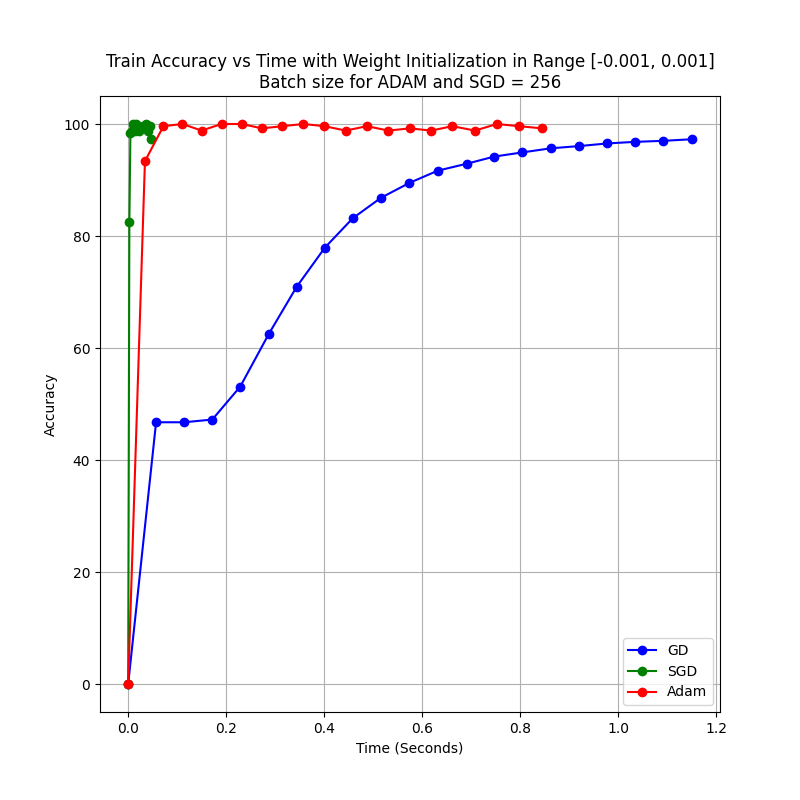 Train Accuracy vs Time with Weight Initialization in Range [-0.001, 0.001]
Batch size for ADAM and SGD = 256
100
80
60
40
20
0
Accuracy
0.0 0.2 0.4 0.6 0.8 1.0 1.2
Time (Seconds)
GD
SGD
Adam